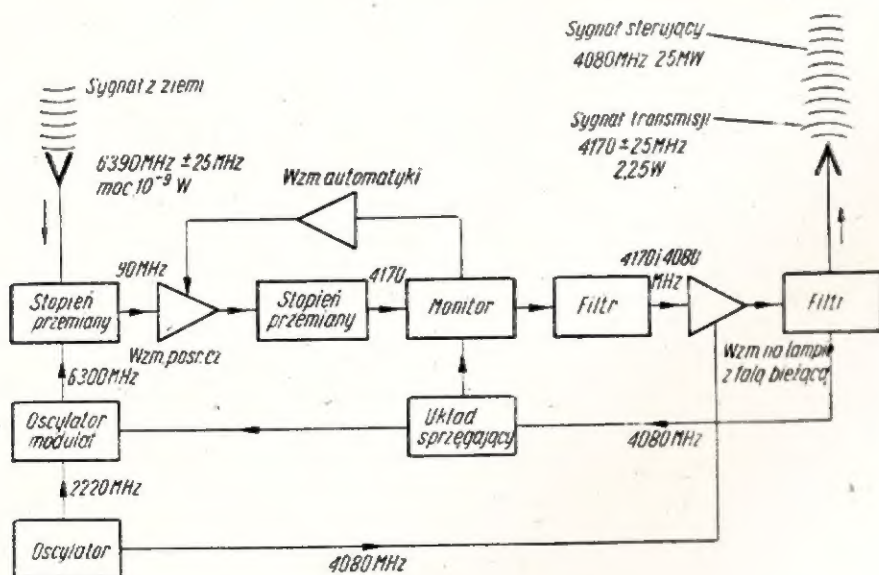 Sygnał sterujący
4080MHz 25MW
Sygnał z ziemi
Sygnał transmisji
4170 ± 25MHz
2,25W
6390MHz ± 25MHz
moc 10⁻⁹ W
Wzm. automatyki
90MHz
4170
4170 i 4080
MHz
Stopień
przemiany
Stopień
przemiany
Monitor
Filtr
Filtr
Wzm. pośr. cz
Wzm na lampie
z falą bieżącą
6300MHz
Oscylator
modulat
Układ
sprzęgający
4080MHz
2220MHz
Oscylator
4080MHz